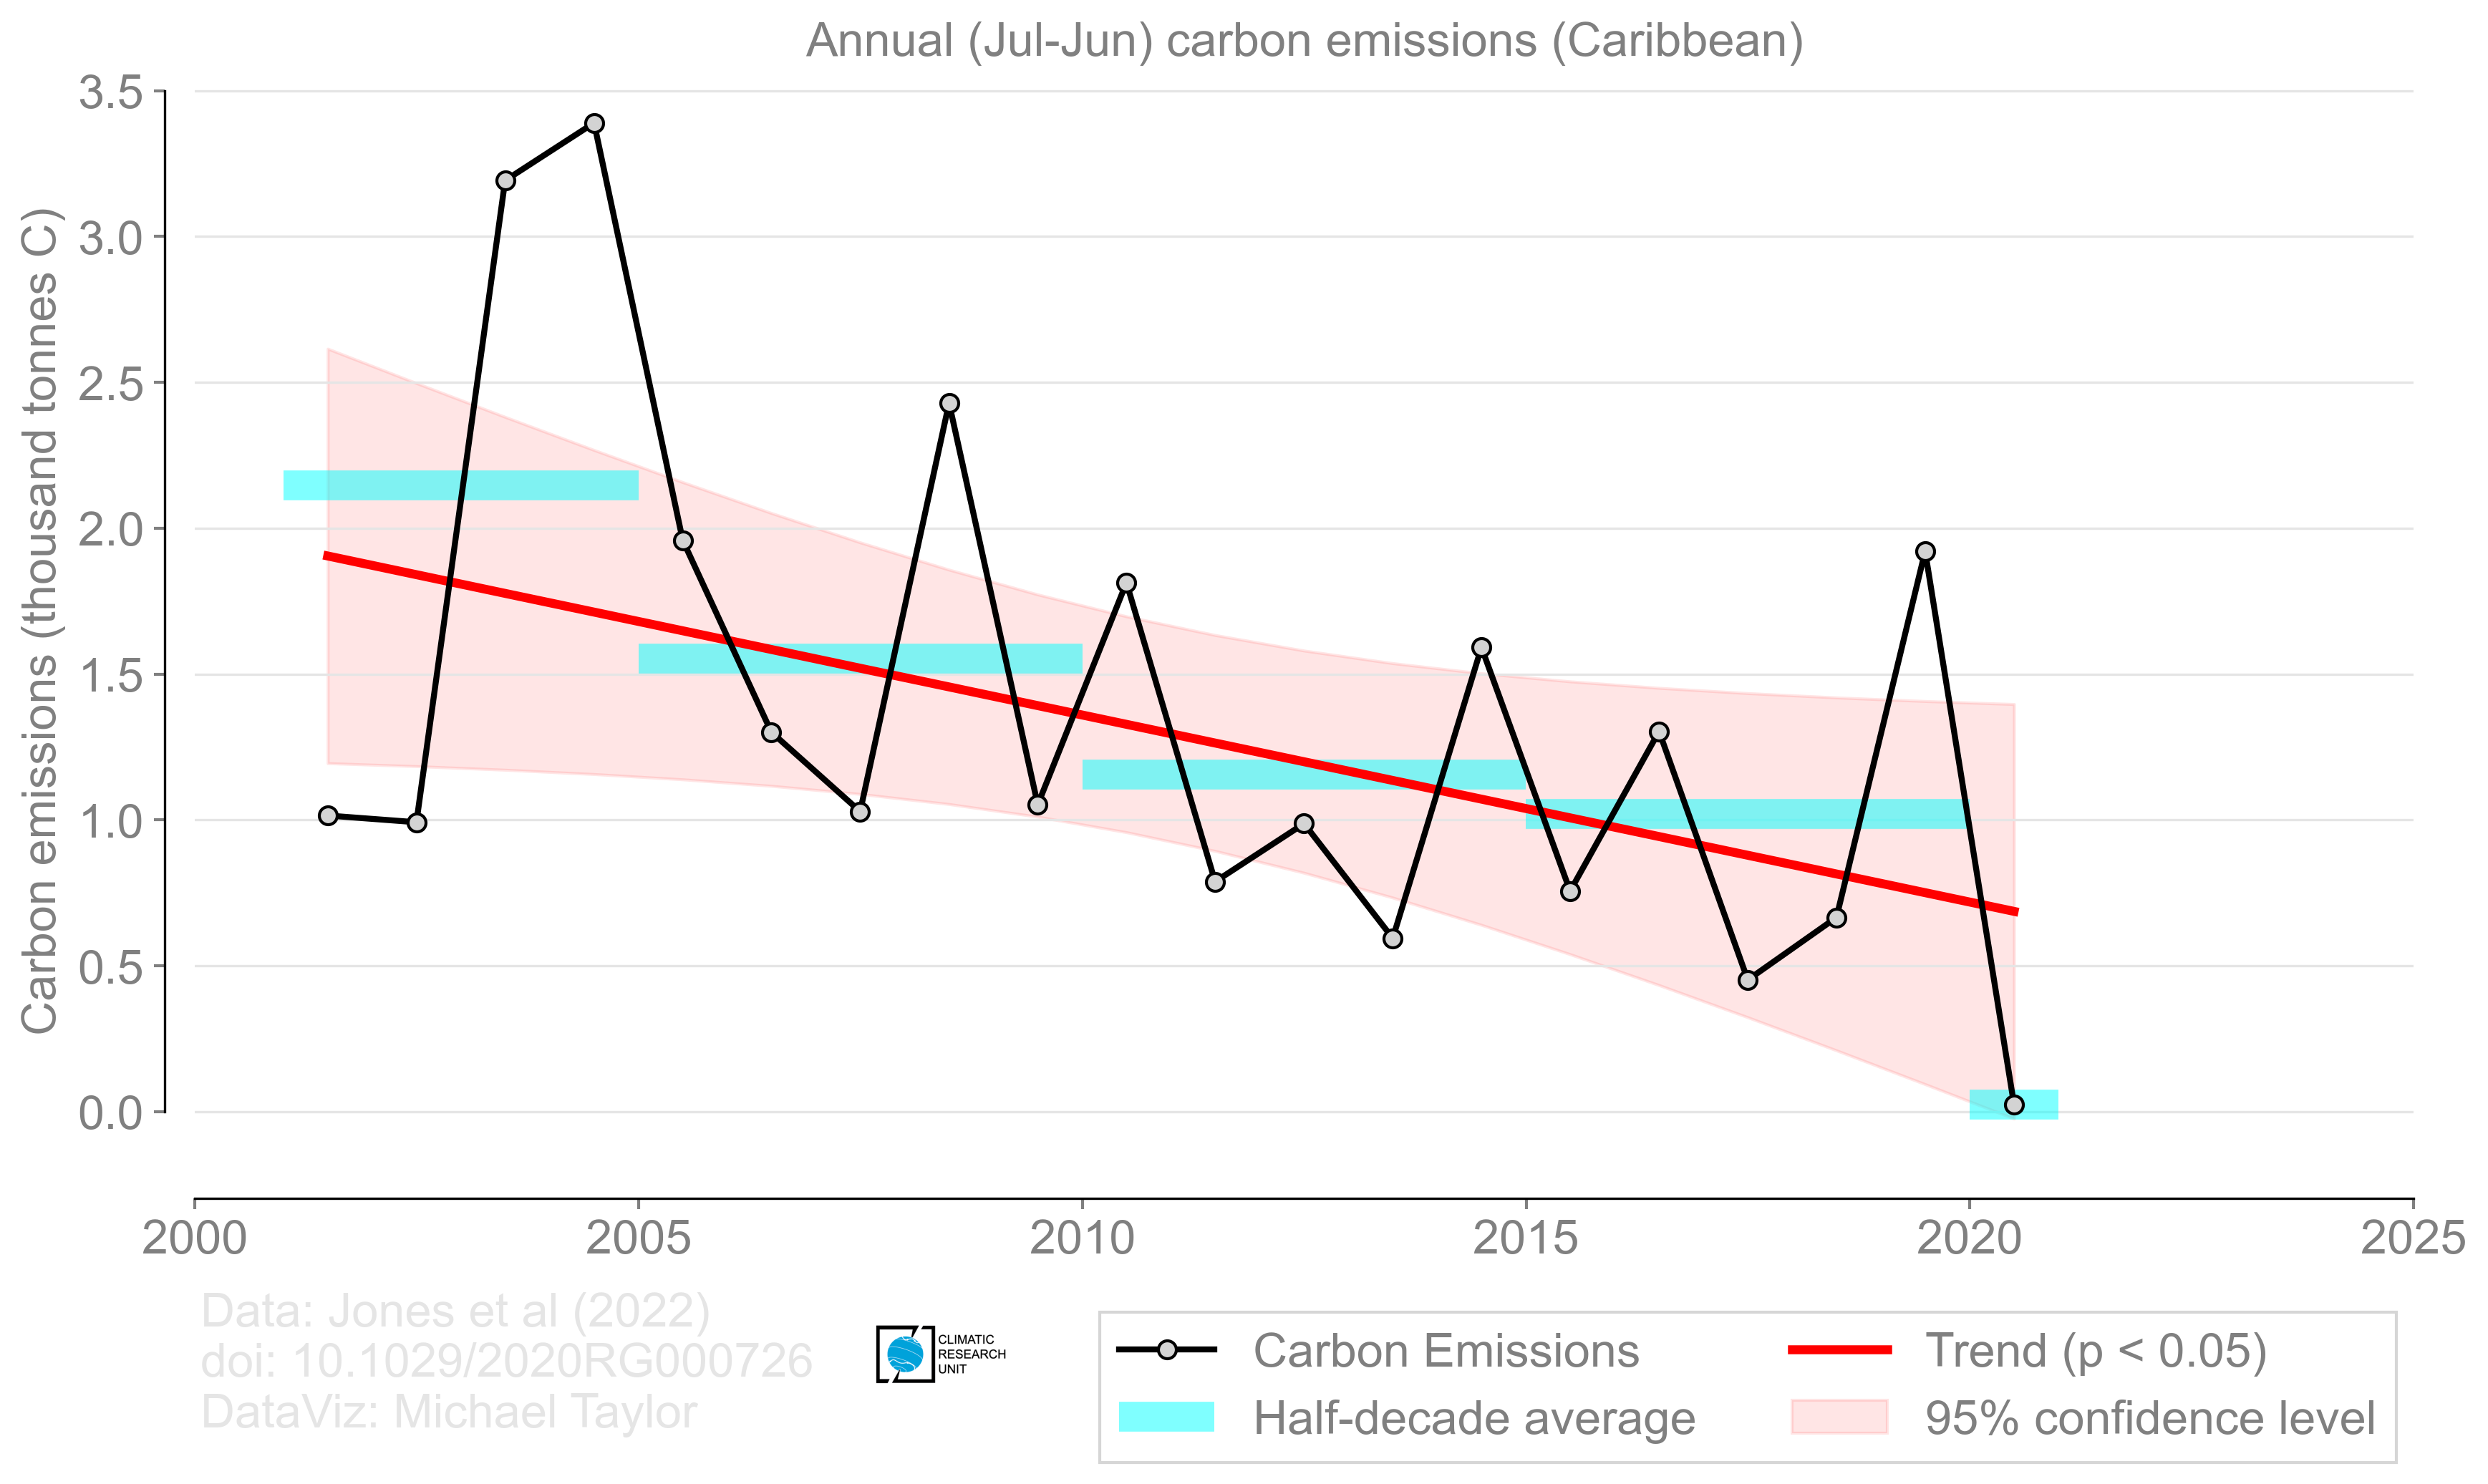 Annual (Jul-Jun) carbon emissions (Caribbean)
Carbon emissions (thousand tonnes C)
3.5
3.0
2.5
2.0
1.5
1.0
0.5
0.0
2000
2005
2010
2015
2020
2025
Data: Jones et al (2022)
doi: 10.1029/2020RG000726
DataViz: Michael Taylor
CLIMATIC
RESEARCH
UNIT
Carbon Emissions
Half-decade average
Trend (p < 0.05)
95% confidence level